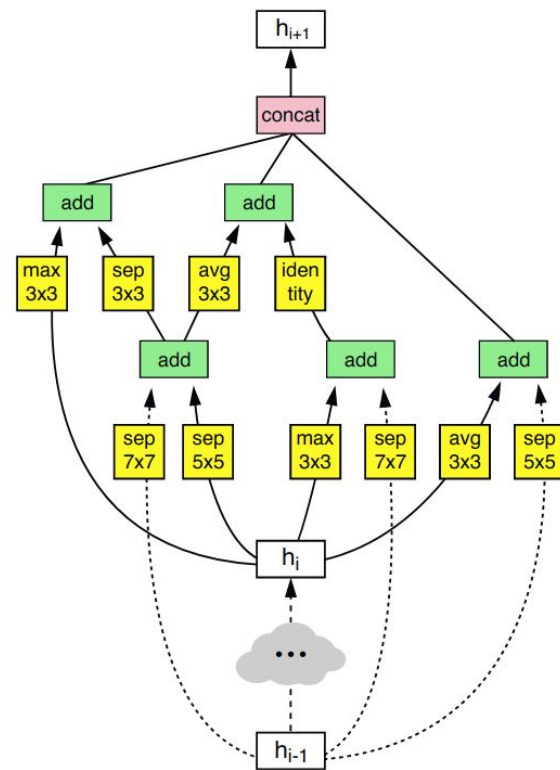 h_{i+1}
concat
add
add
max
3x3
sep
3x3
avg
3x3
iden
tity
add
add
add
sep
7x7
sep
5x5
max
3x3
sep
7x7
avg
3x3
sep
5x5
h_i
...
h_{i-1}